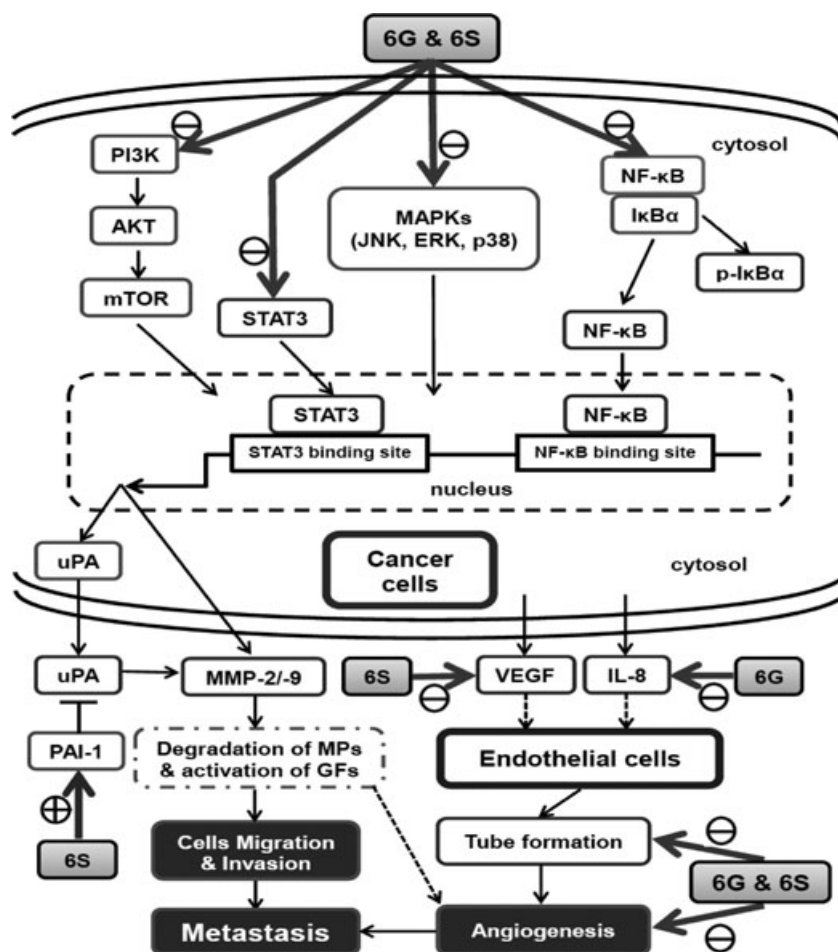 6G & 6S
cytosol
PI3K
NF-κB
MAPKs
(JNK, ERK, p38)
IκBα
AKT
p-IκBα
mTOR
STAT3
NF-κB
STAT3
NF-κB
STAT3 binding site
NF-κB binding site
nucleus
uPA
Cancer
cells
cytosol
uPA
MMP-2/-9
6S
VEGF
IL-8
6G
PAI-1
Degradation of MPs
& activation of GFs
Endothelial cells
6S
Cells Migration
& Invasion
Tube formation
6G & 6S
Metastasis
Angiogenesis